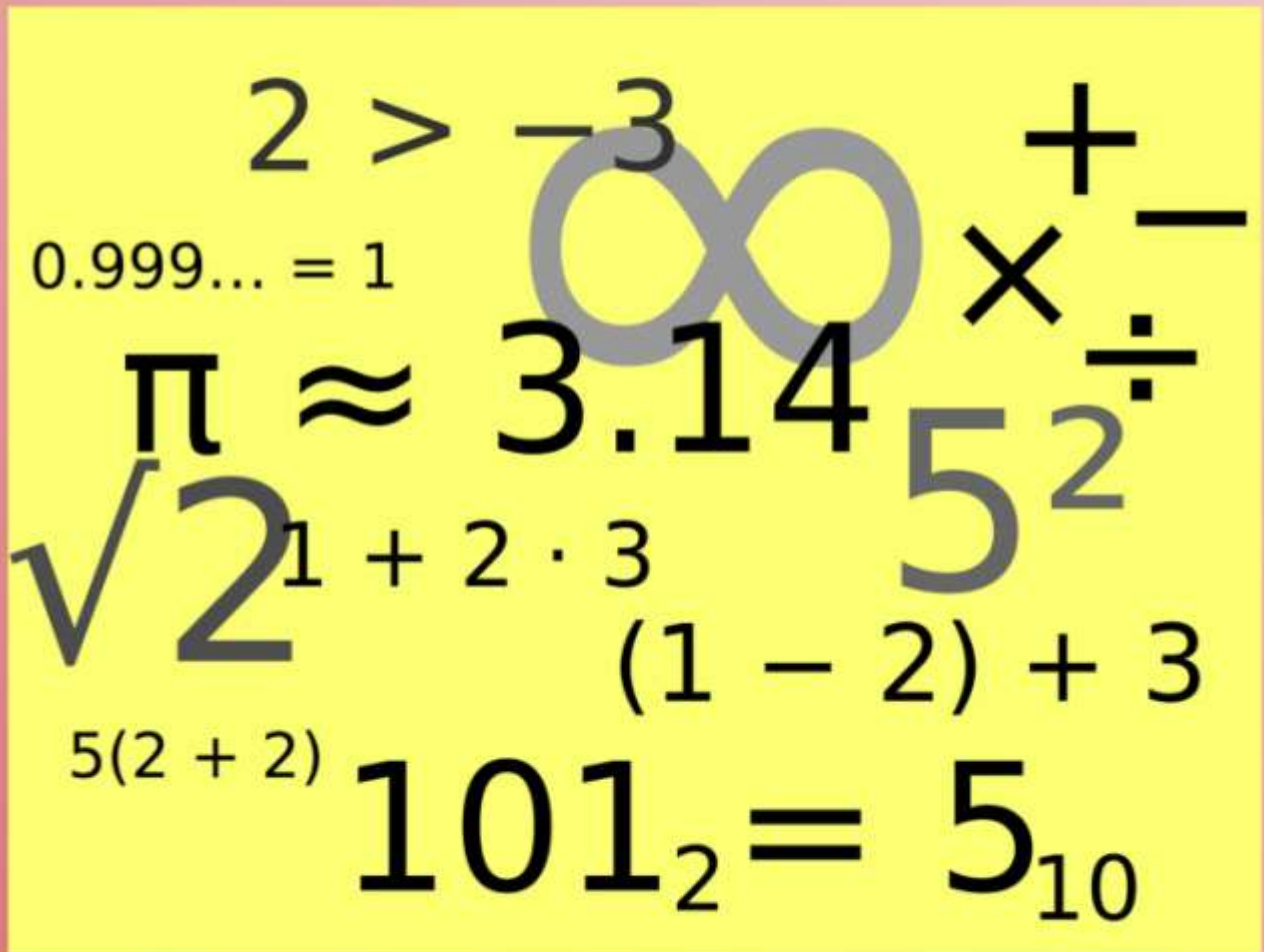 2 > −3
∞
+
−
×
÷
0.999... = 1
π ≈ 3.14
5²
√2
1 + 2 · 3
(1 − 2) + 3
5(2 + 2)
101₂ = 5₁₀